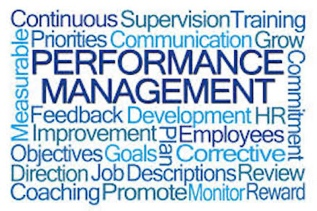 Continuous Supervision Training
Measurable
Priorities Communication Grow
PERFORMANCE
MANAGEMENT
Commitment
Feedback Development HR
Improvement Plan Employees
Objectives Goals Corrective
Direction Job Descriptions Review
Coaching Promote Monitor Reward